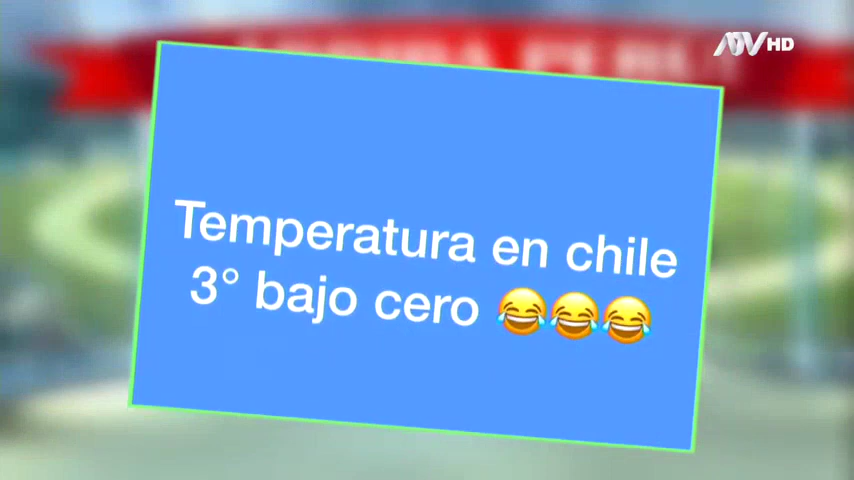 ATV HD
Temperatura en chile
3° bajo cero 😂😂😂